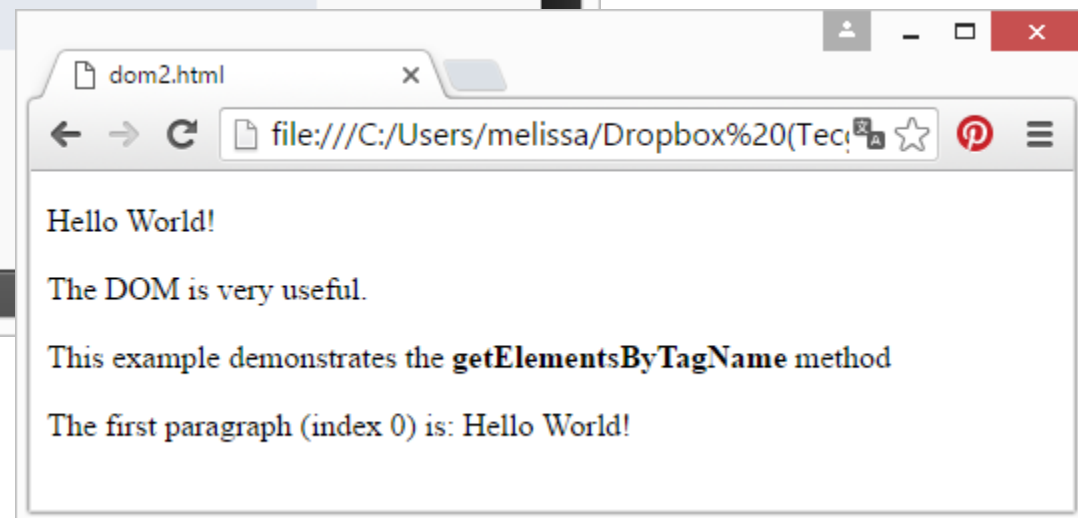 dom2.html
file:///C:/Users/melissa/Dropbox%20(Tec
Hello World!
The DOM is very useful.
This example demonstrates the getElementsByTagName method
The first paragraph (index 0) is: Hello World!